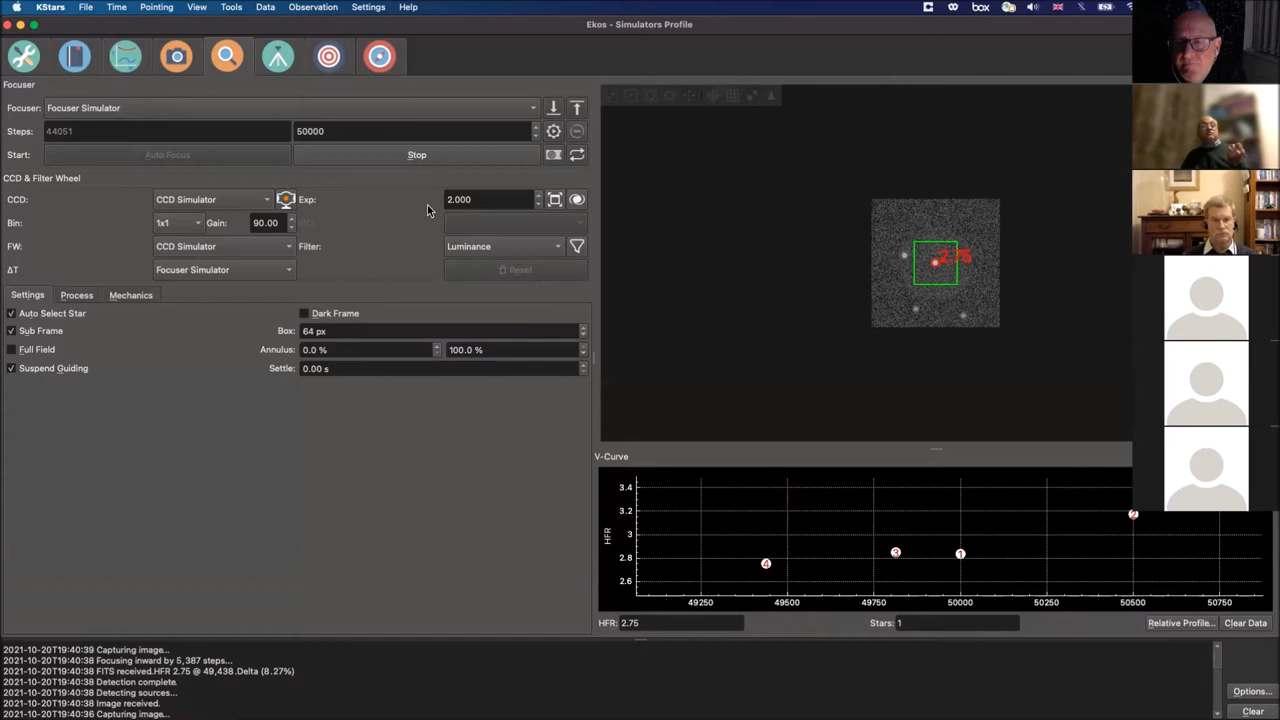 KStars File Time Pointing View Tools Data Observation Settings Help box
Ekos - Simulators Profile
Focuser
Focuser: Focuser Simulator
Steps: 44051 50000
Start: Auto Focus Stop
CCD & Filter Wheel
CCD: CCD Simulator Exp: 2.000
Bin: 1x1 Gain: 90.00
FW: CCD Simulator Filter: Luminance
ΔT Focuser Simulator Reset
Settings Process Mechanics
Auto Select Star Dark Frame
Sub Frame Box: 64 px
Full Field Annulus: 0.0 % 100.0 %
Suspend Guiding Settle: 0.00 s
2.75
V-Curve
3.4
3.2
3
2.8
2.6
HFR
4 3 1 2
49250 49500 49750 50000 50250 50500 50750
HFR: 2.75 Stars: 1 Relative Profile... Clear Data
2021-10-20T19:40:39 Capturing image...
2021-10-20T19:40:38 Focusing inward by 5,387 steps...
2021-10-20T19:40:38 FITS received.HFR 2.75 @ 49,438.Delta (8.27%)
2021-10-20T19:40:38 Detection complete.
2021-10-20T19:40:38 Detecting sources...
2021-10-20T19:40:38 Image received.
2021-10-20T19:40:36 Capturing image...
Options...
Clear